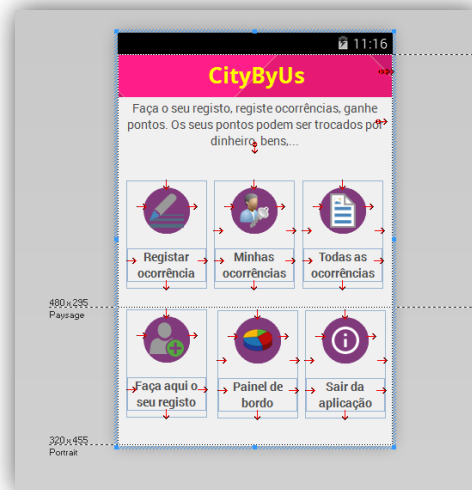 11:16
CityByUs
Faça o seu registo, registe ocorrências, ganhe
pontos. Os seus pontos podem ser trocados por
dinheiro, bens,...
Registar
ocorrência
Minhas
ocorrências
Todas as
ocorrências
480 x 295
Paysage
Faça aqui o
seu registo
Painel de
bordo
Sair da
aplicação
320 x 455
Portrait